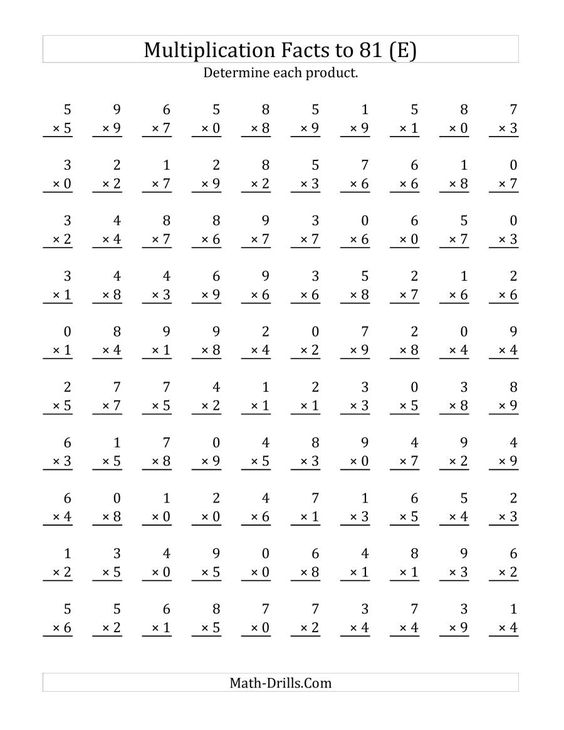 Multiplication Facts to 81 (E)
Determine each product.
5 9 6 5 8 5 1 5 8 7
× 5 × 9 × 7 × 0 × 8 × 9 × 9 × 1 × 0 × 3
3 2 1 2 8 5 7 6 1 0
× 0 × 2 × 7 × 9 × 2 × 3 × 6 × 6 × 8 × 7
3 4 8 8 9 3 0 6 5 0
× 2 × 4 × 7 × 6 × 7 × 7 × 6 × 0 × 7 × 3
3 4 4 6 9 3 5 2 1 2
× 1 × 8 × 3 × 9 × 6 × 6 × 8 × 7 × 6 × 6
0 8 9 9 2 0 7 2 0 9
× 1 × 4 × 1 × 8 × 4 × 2 × 9 × 8 × 4 × 4
2 7 7 4 1 2 3 0 3 8
× 5 × 7 × 5 × 2 × 1 × 1 × 3 × 5 × 8 × 9
6 1 7 0 4 8 9 4 9 4
× 3 × 5 × 8 × 9 × 5 × 3 × 0 × 7 × 2 × 9
6 0 1 2 4 7 1 6 5 2
× 4 × 8 × 0 × 0 × 6 × 1 × 3 × 5 × 4 × 3
1 3 4 9 0 6 4 8 9 6
× 2 × 5 × 0 × 5 × 0 × 8 × 1 × 1 × 3 × 2
5 5 6 8 7 7 3 7 3 1
× 6 × 2 × 1 × 5 × 0 × 2 × 4 × 4 × 9 × 4
Math-Drills.Com